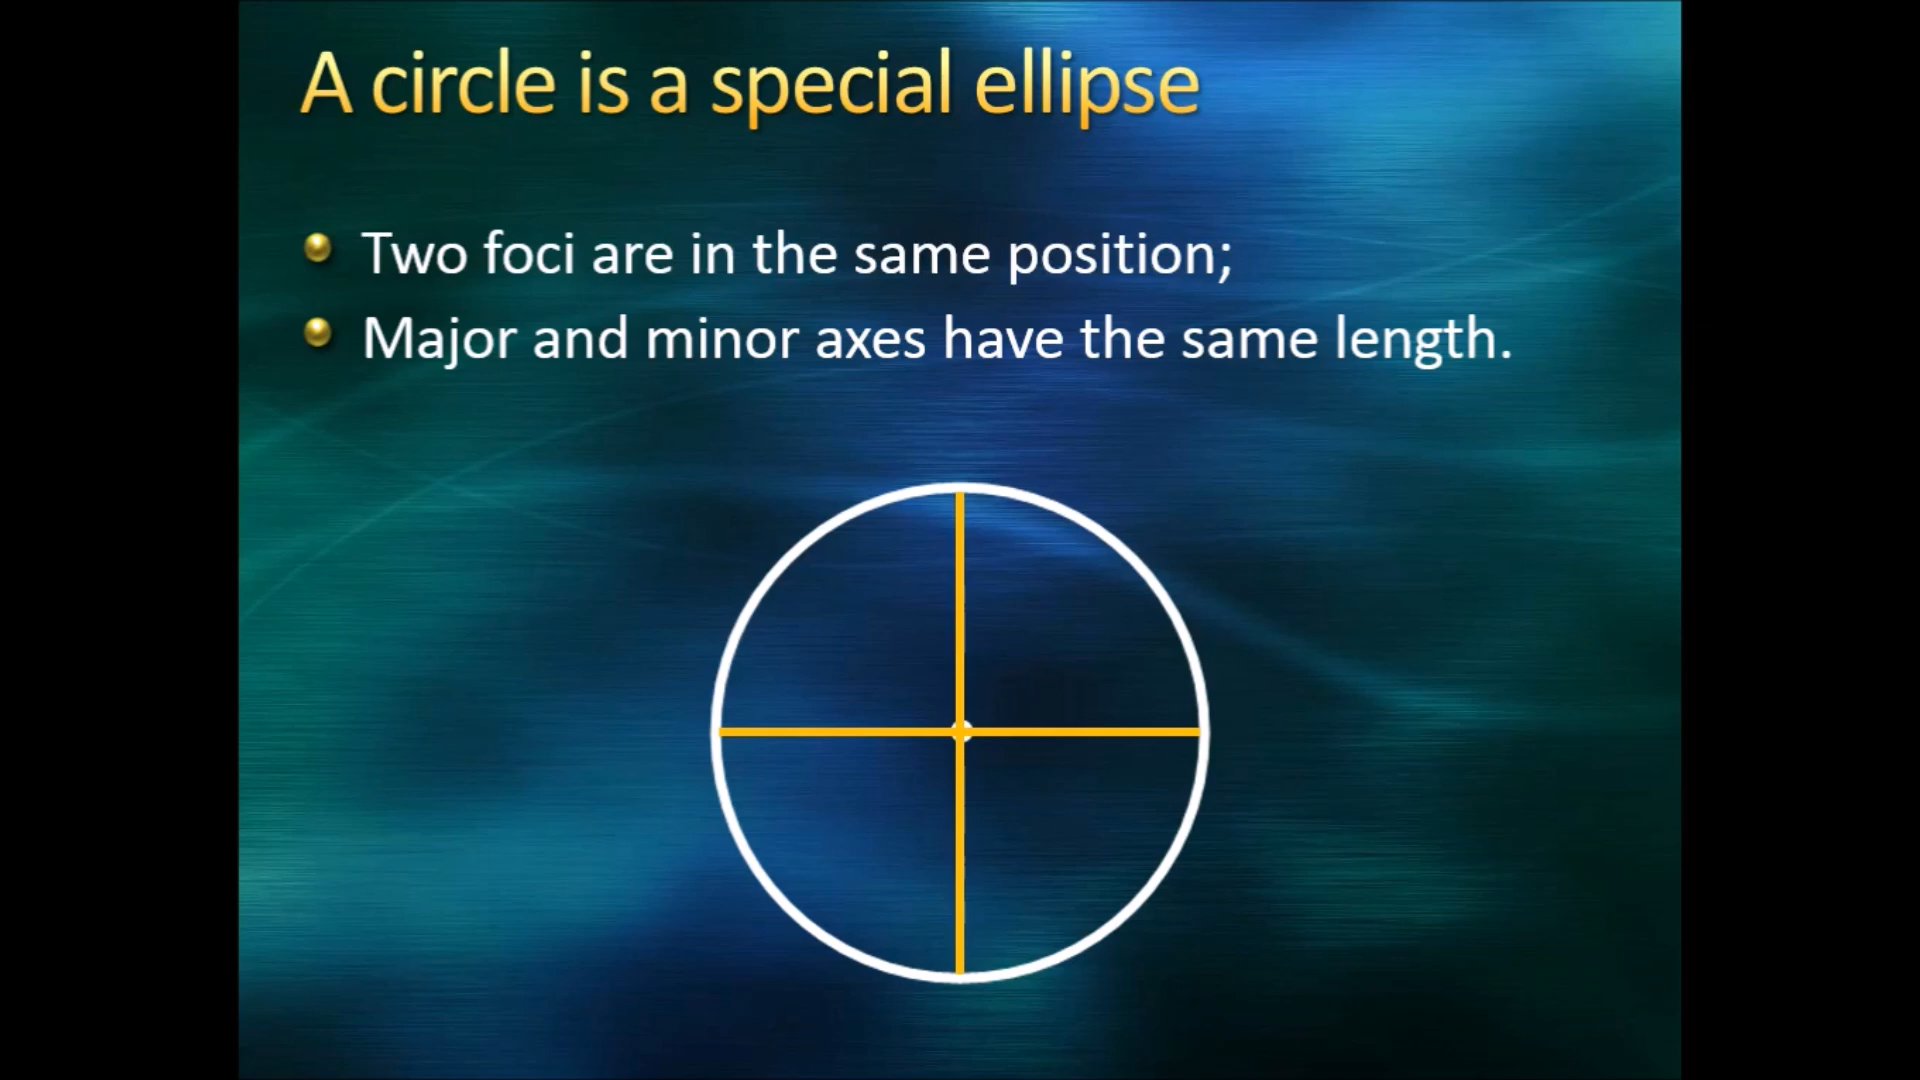 A circle is a special ellipse
Two foci are in the same position;
Major and minor axes have the same length.